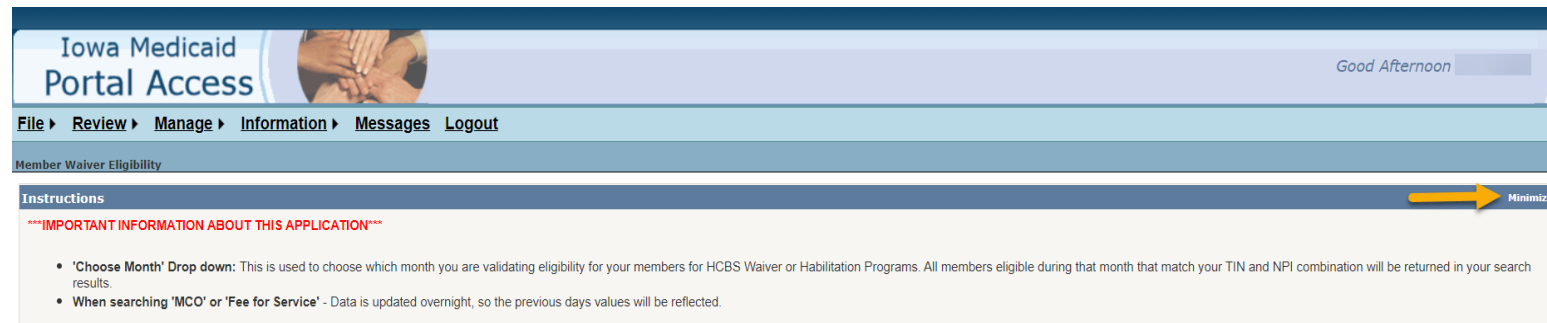 Iowa Medicaid
Portal Access
Good Afternoon
File Review Manage Information Messages Logout
Member Waiver Eligibility
Instructions Minimiz
***IMPORTANT INFORMATION ABOUT THIS APPLICATION***
• 'Choose Month' Drop down: This is used to choose which month you are validating eligibility for your members for HCBS Waiver or Habilitation Programs. All members eligible during that month that match your TIN and NPI combination will be returned in your search
results.
• When searching 'MCO' or 'Fee for Service' - Data is updated overnight, so the previous days values will be reflected.